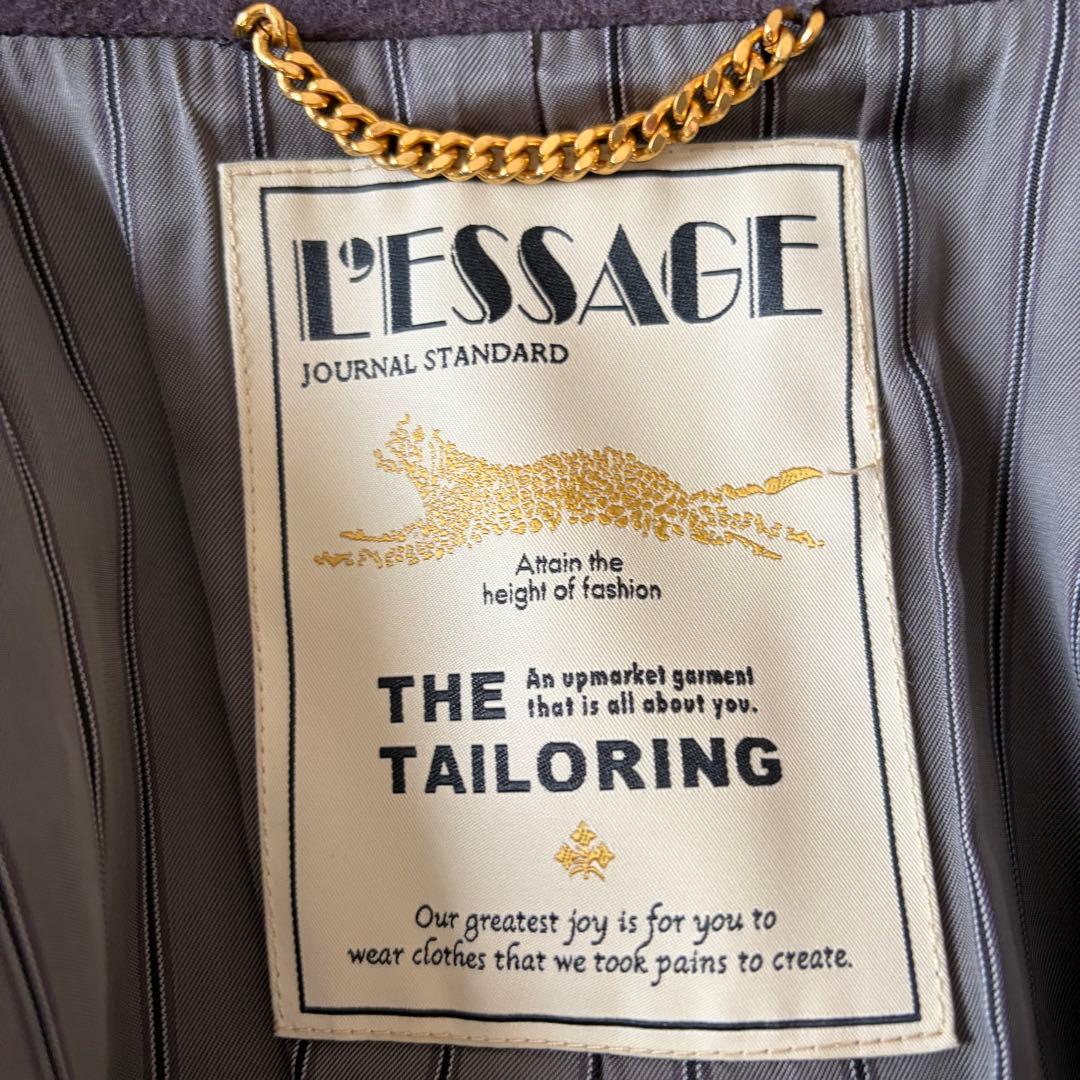 L'ESSAGE
JOURNAL STANDARD
Attain the
height of fashion
THE An upmarket garment
that is all about you.
TAILORING
Our greatest joy is for you to
wear clothes that we took pains to create.